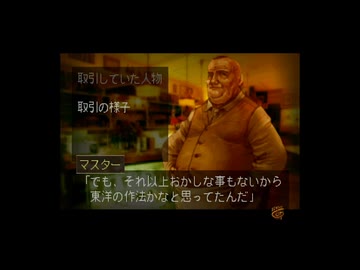 取引していた人物
取引の様子
マスター
「でも、それ以上おかしな事もないから
東洋の作法かなと思ってたんだ」